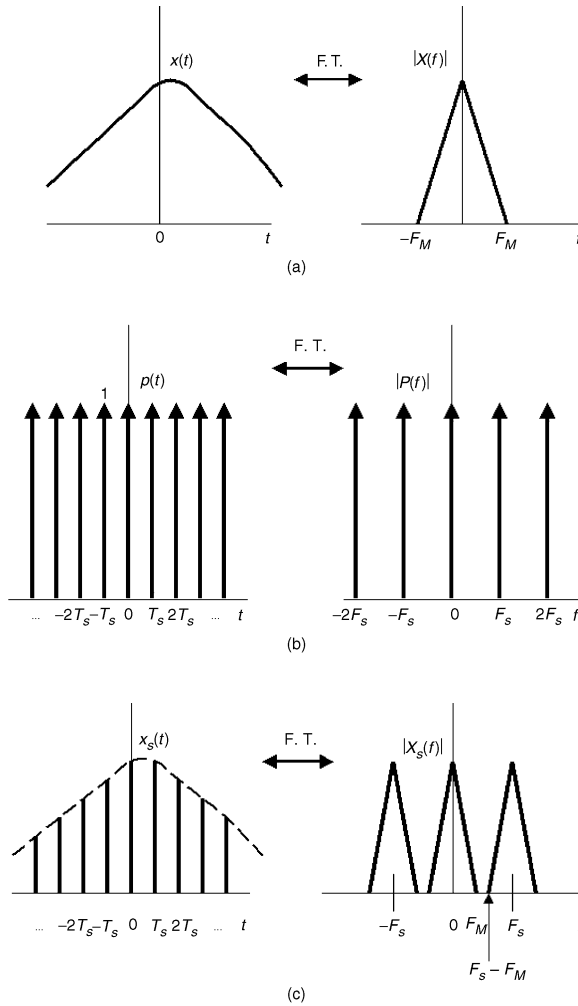 x(t)
F. T.
|X(f)|
0 t
−F_M F_M f
(a)
F. T.
1 p(t)
|P(f)|
... −2T_s −T_s 0 T_s 2T_s ... t
−2F_s −F_s 0 F_s 2F_s f
(b)
x_s(t)
F. T.
|X_s(f)|
... −2T_s −T_s 0 T_s 2T_s ... t
−F_s 0 F_M F_s
F_s − F_M
(c)